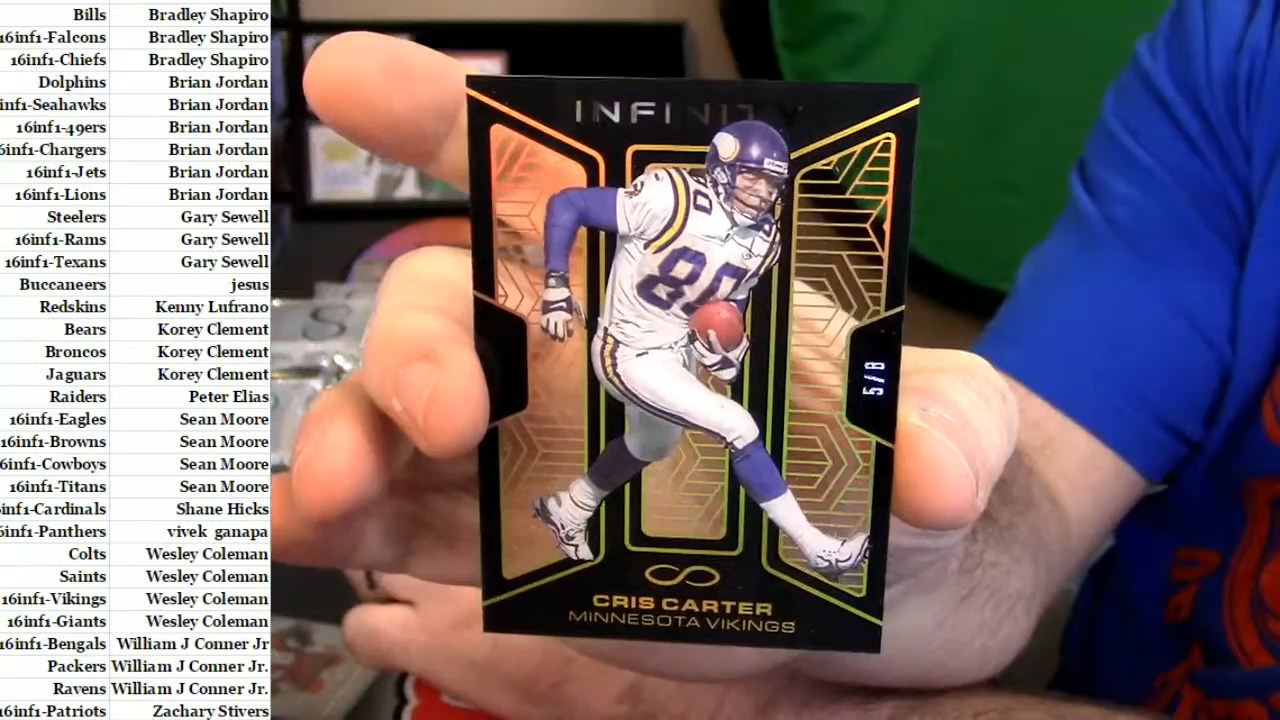 Bills Bradley Shapiro
16inf1-Falcons Bradley Shapiro
16inf1-Chiefs Bradley Shapiro
Dolphins Brian Jordan
inf1-Seahawks Brian Jordan
16inf1-49ers Brian Jordan
16inf1-Chargers Brian Jordan
16inf1-Jets Brian Jordan
16inf1-Lions Brian Jordan
Steelers Gary Sewell
16inf1-Rams Gary Sewell
16inf1-Texans Gary Sewell
Buccaneers jesus
Redskins Kenny Lufrano
Bears Korey Clement
Broncos Korey Clement
Jaguars Korey Clement
Raiders Peter Elias
16inf1-Eagles Sean Moore
16inf1-Browns Sean Moore
6inf1-Cowboys Sean Moore
16inf1-Titans Sean Moore
inf1-Cardinals Shane Hicks
6inf1-Panthers vivek ganapa
Colts Wesley Coleman
Saints Wesley Coleman
16inf1-Vikings Wesley Coleman
16inf1-Giants Wesley Coleman
16inf1-Bengals William J Conner Jr
Packers William J Conner Jr.
Ravens William J Conner Jr.
16inf1-Patriots Zachary Stivers
INFINITY
80
80
5/8
CRIS CARTER
MINNESOTA VIKINGS